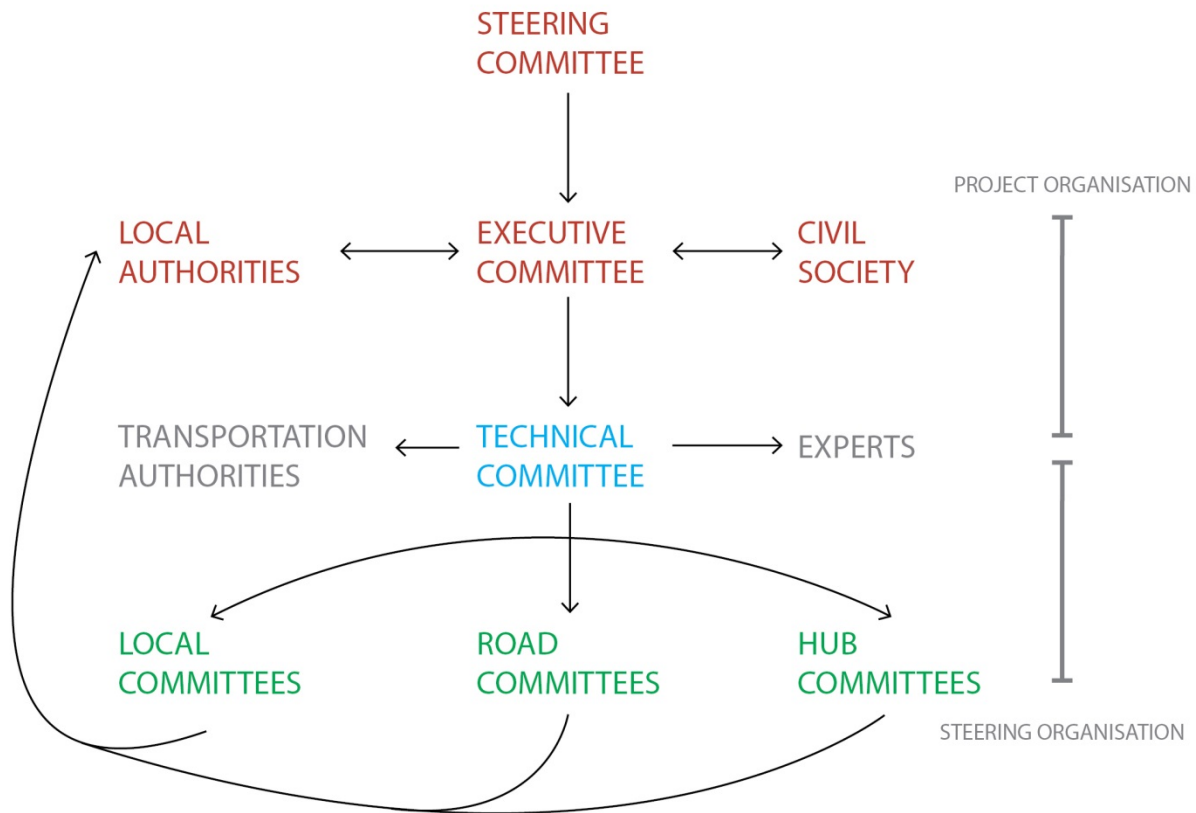 STEERING
COMMITTEE
PROJECT ORGANISATION
LOCAL
AUTHORITIES
EXECUTIVE
COMMITTEE
CIVIL
SOCIETY
TRANSPORTATION
AUTHORITIES
TECHNICAL
COMMITTEE
EXPERTS
LOCAL
COMMITTEES
ROAD
COMMITTEES
HUB
COMMITTEES
STEERING ORGANISATION